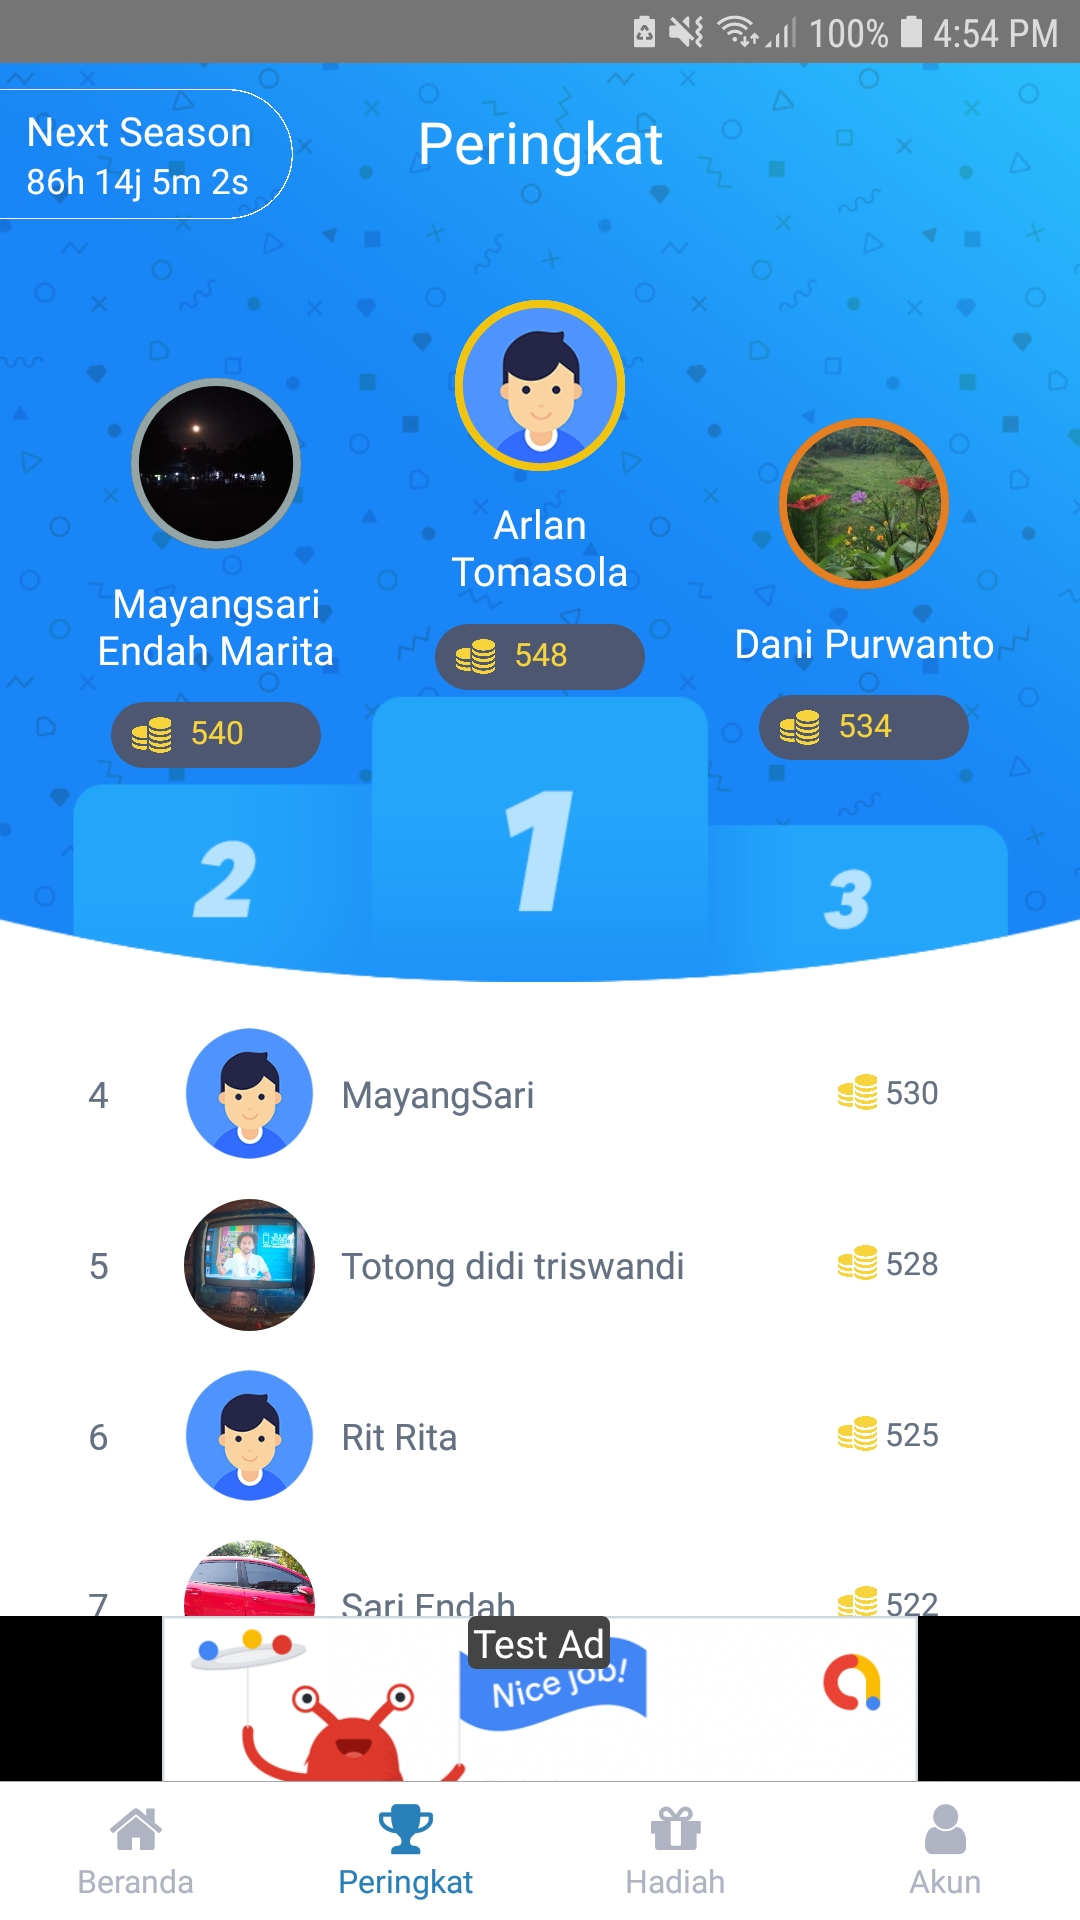 100% 4:54 PM
Next Season
86h 14j 5m 2s
Peringkat
Arlan
Tomasola
548
Mayangsari
Endah Marita
540
Dani Purwanto
534
2
1
3
4 MayangSari 530
5 Totong didi triswandi 528
6 Rit Rita 525
7 Sari Endah 522
Test Ad
Nice job!
Beranda
Peringkat
Hadiah
Akun